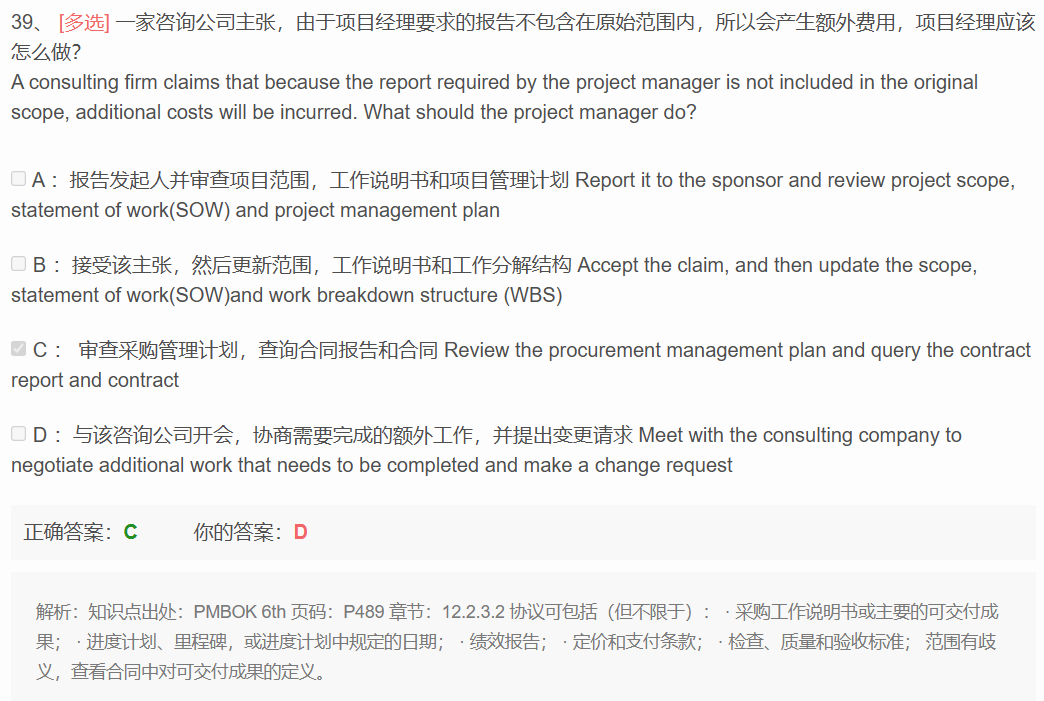 39、 [多选] 一家咨询公司主张，由于项目经理要求的报告不包含在原始范围内，所以会产生额外费用，项目经理应该
怎么做?
A consulting firm claims that because the report required by the project manager is not included in the original
scope, additional costs will be incurred. What should the project manager do?
A： 报告发起人并审查项目范围，工作说明书和项目管理计划 Report it to the sponsor and review project scope,
statement of work(SOW) and project management plan
B： 接受该主张，然后更新范围，工作说明书和工作分解结构 Accept the claim, and then update the scope,
statement of work(SOW)and work breakdown structure (WBS)
C： 审查采购管理计划，查询合同报告和合同 Review the procurement management plan and query the contract
report and contract
D： 与该咨询公司开会，协商需要完成的额外工作，并提出变更请求 Meet with the consulting company to
negotiate additional work that needs to be completed and make a change request
正确答案：C 你的答案：D
解析：知识点出处：PMBOK 6th 页码：P489 章节：12.2.3.2 协议可包括（但不限于）： · 采购工作说明书或主要的可交付成
果； · 进度计划、里程碑，或进度计划中规定的日期； · 绩效报告； · 定价和支付条款； · 检查、质量和验收标准； 范围有歧
义，查看合同中对可交付成果的定义。